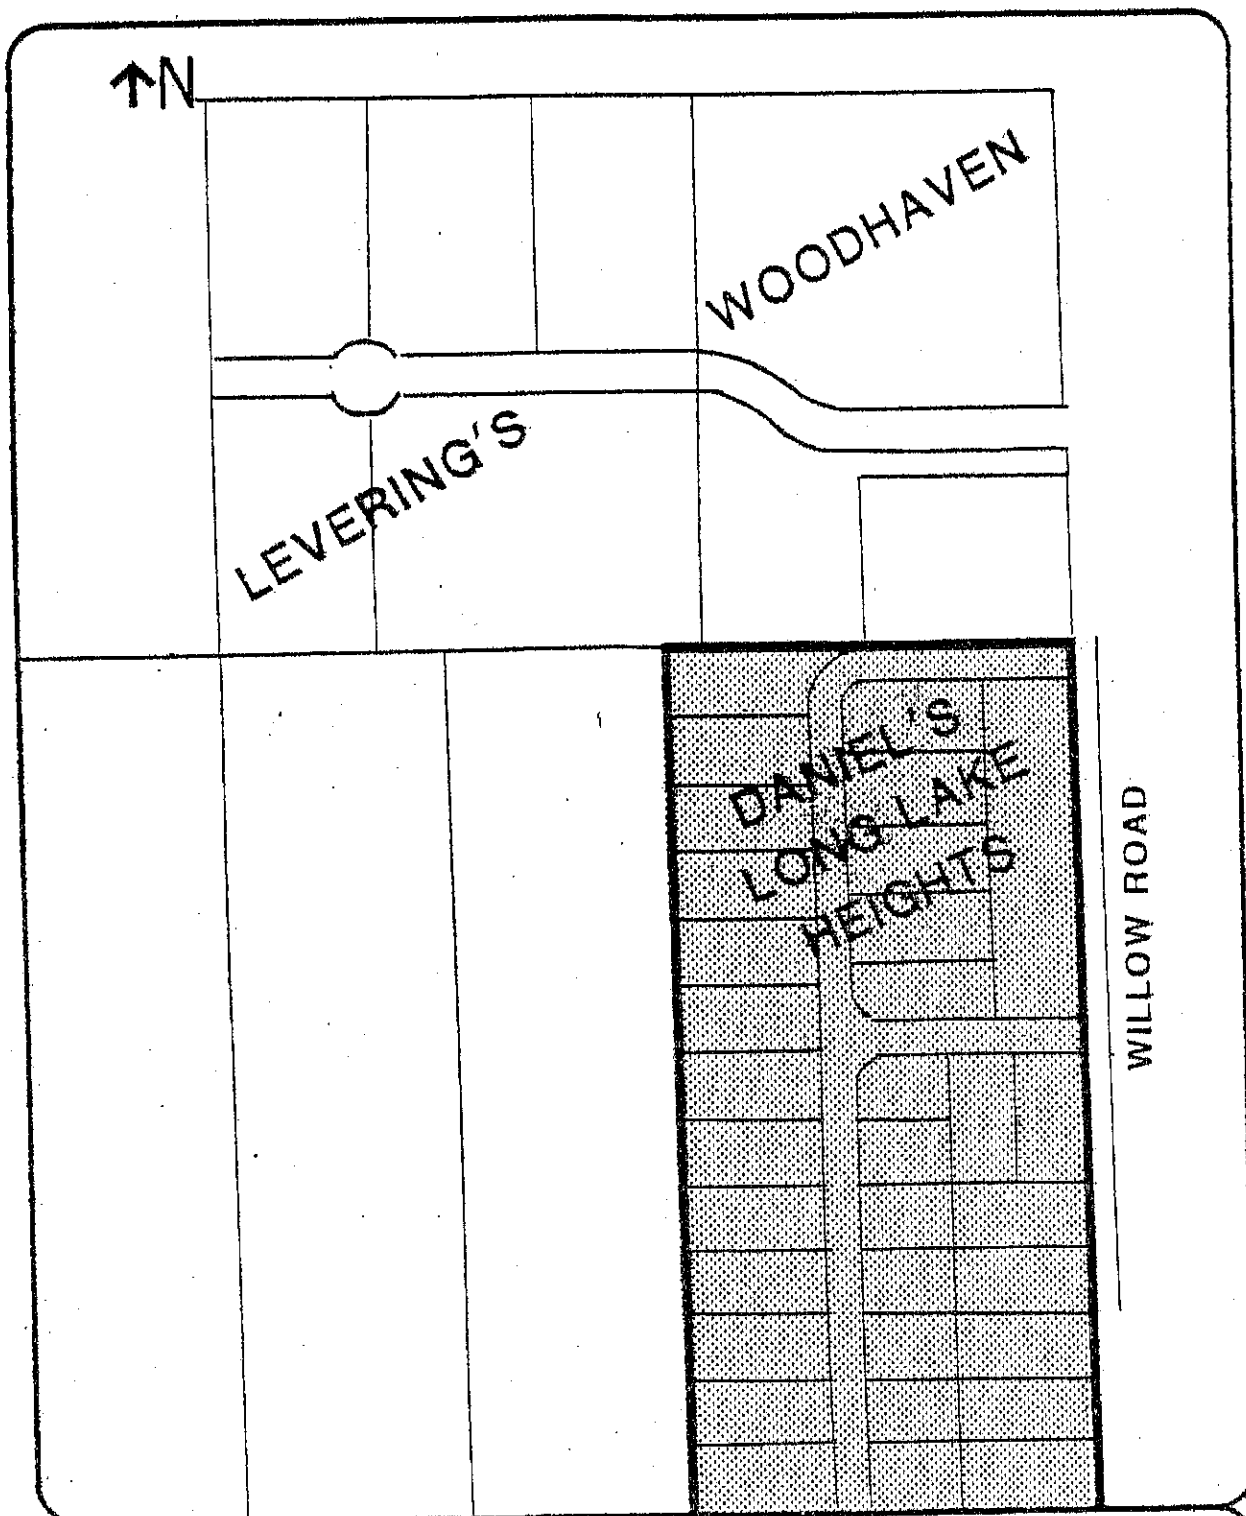 ↑N
WOODHAVEN
LEVERING'S
DANIEL'S
LONG LAKE
HEIGHTS
WILLOW ROAD